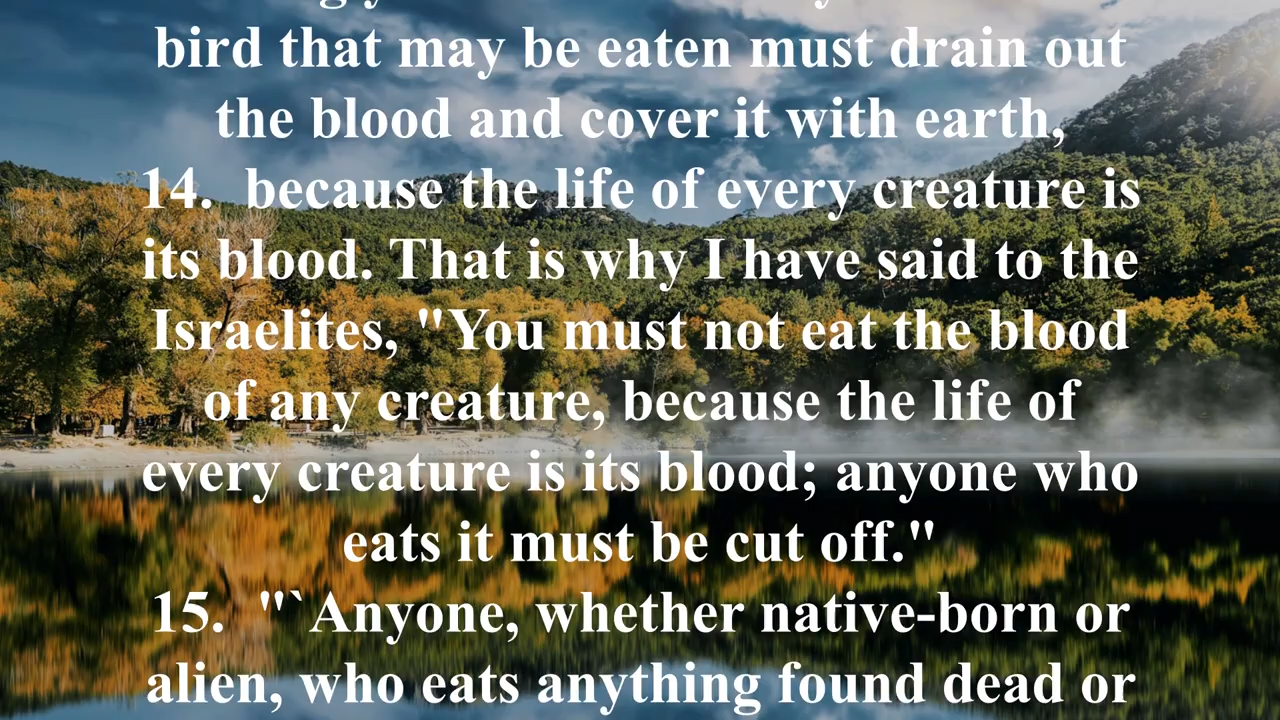 bird that may be eaten must drain out
the blood and cover it with earth,
14.  because the life of every creature is
its blood. That is why I have said to the
Israelites, "You must not eat the blood
of any creature, because the life of
every creature is its blood; anyone who
eats it must be cut off."
15.  "`Anyone, whether native-born or
alien, who eats anything found dead or